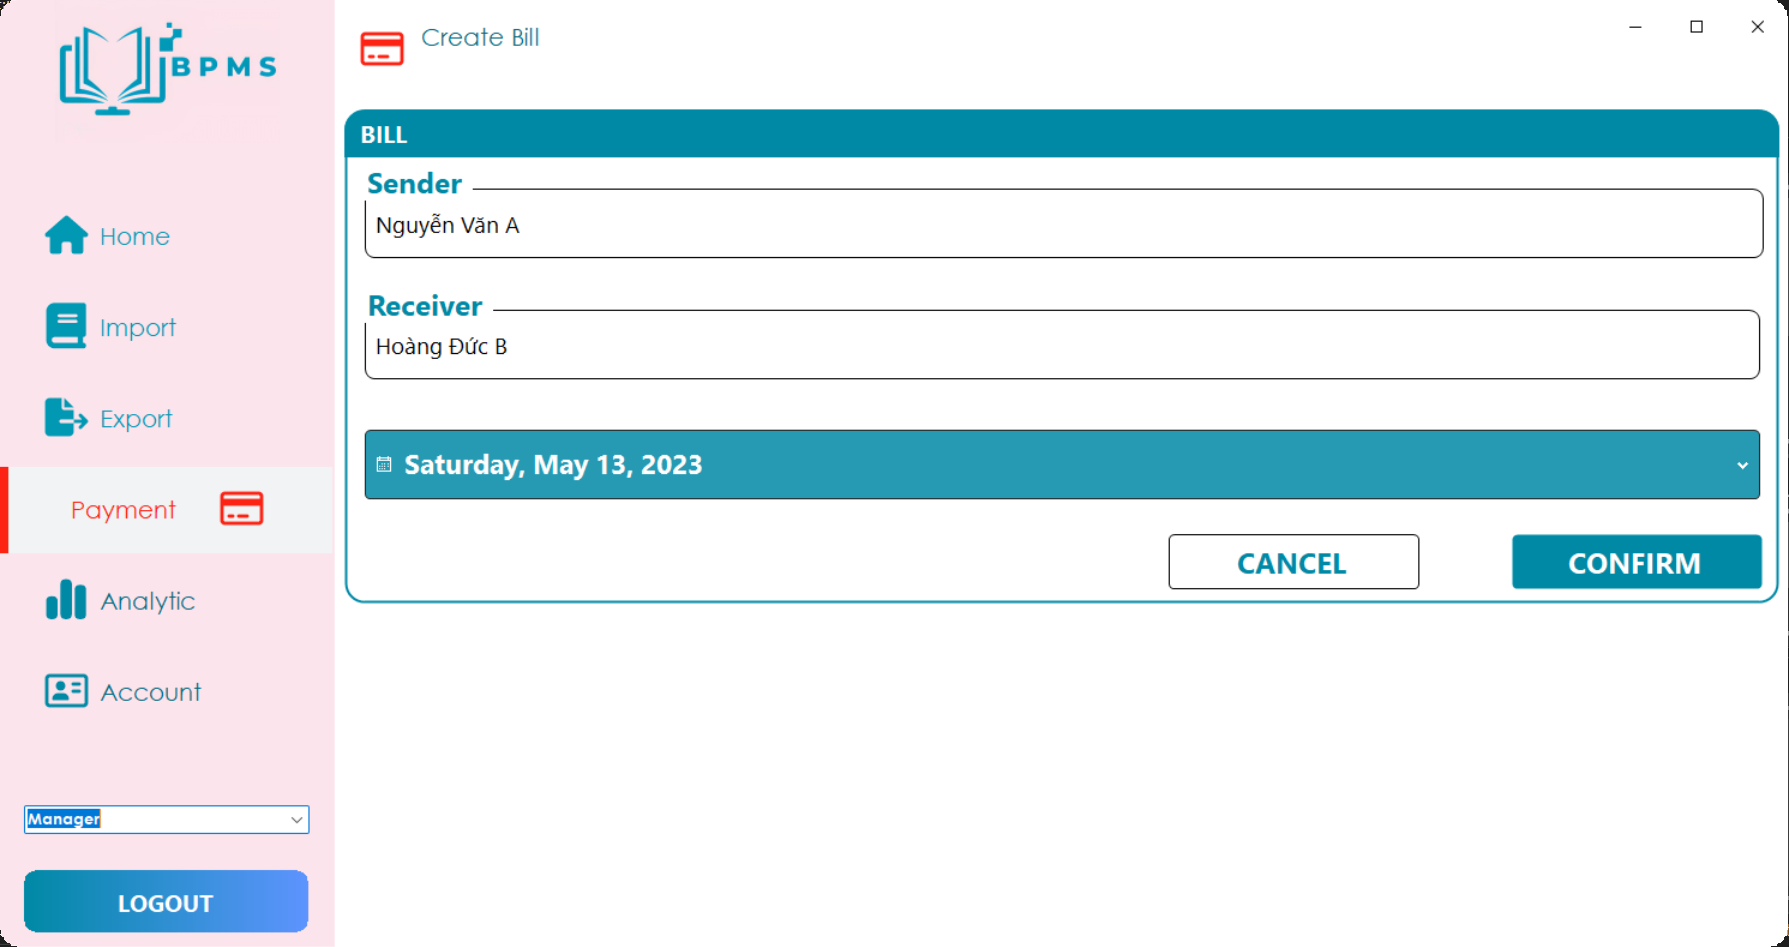 BPMS
Create Bill
Home
Import
Export
Payment
Analytic
Account
Manager
LOGOUT
BILL
Sender
Nguyễn Văn A
Receiver
Hoàng Đức B
Saturday, May 13, 2023
CANCEL
CONFIRM